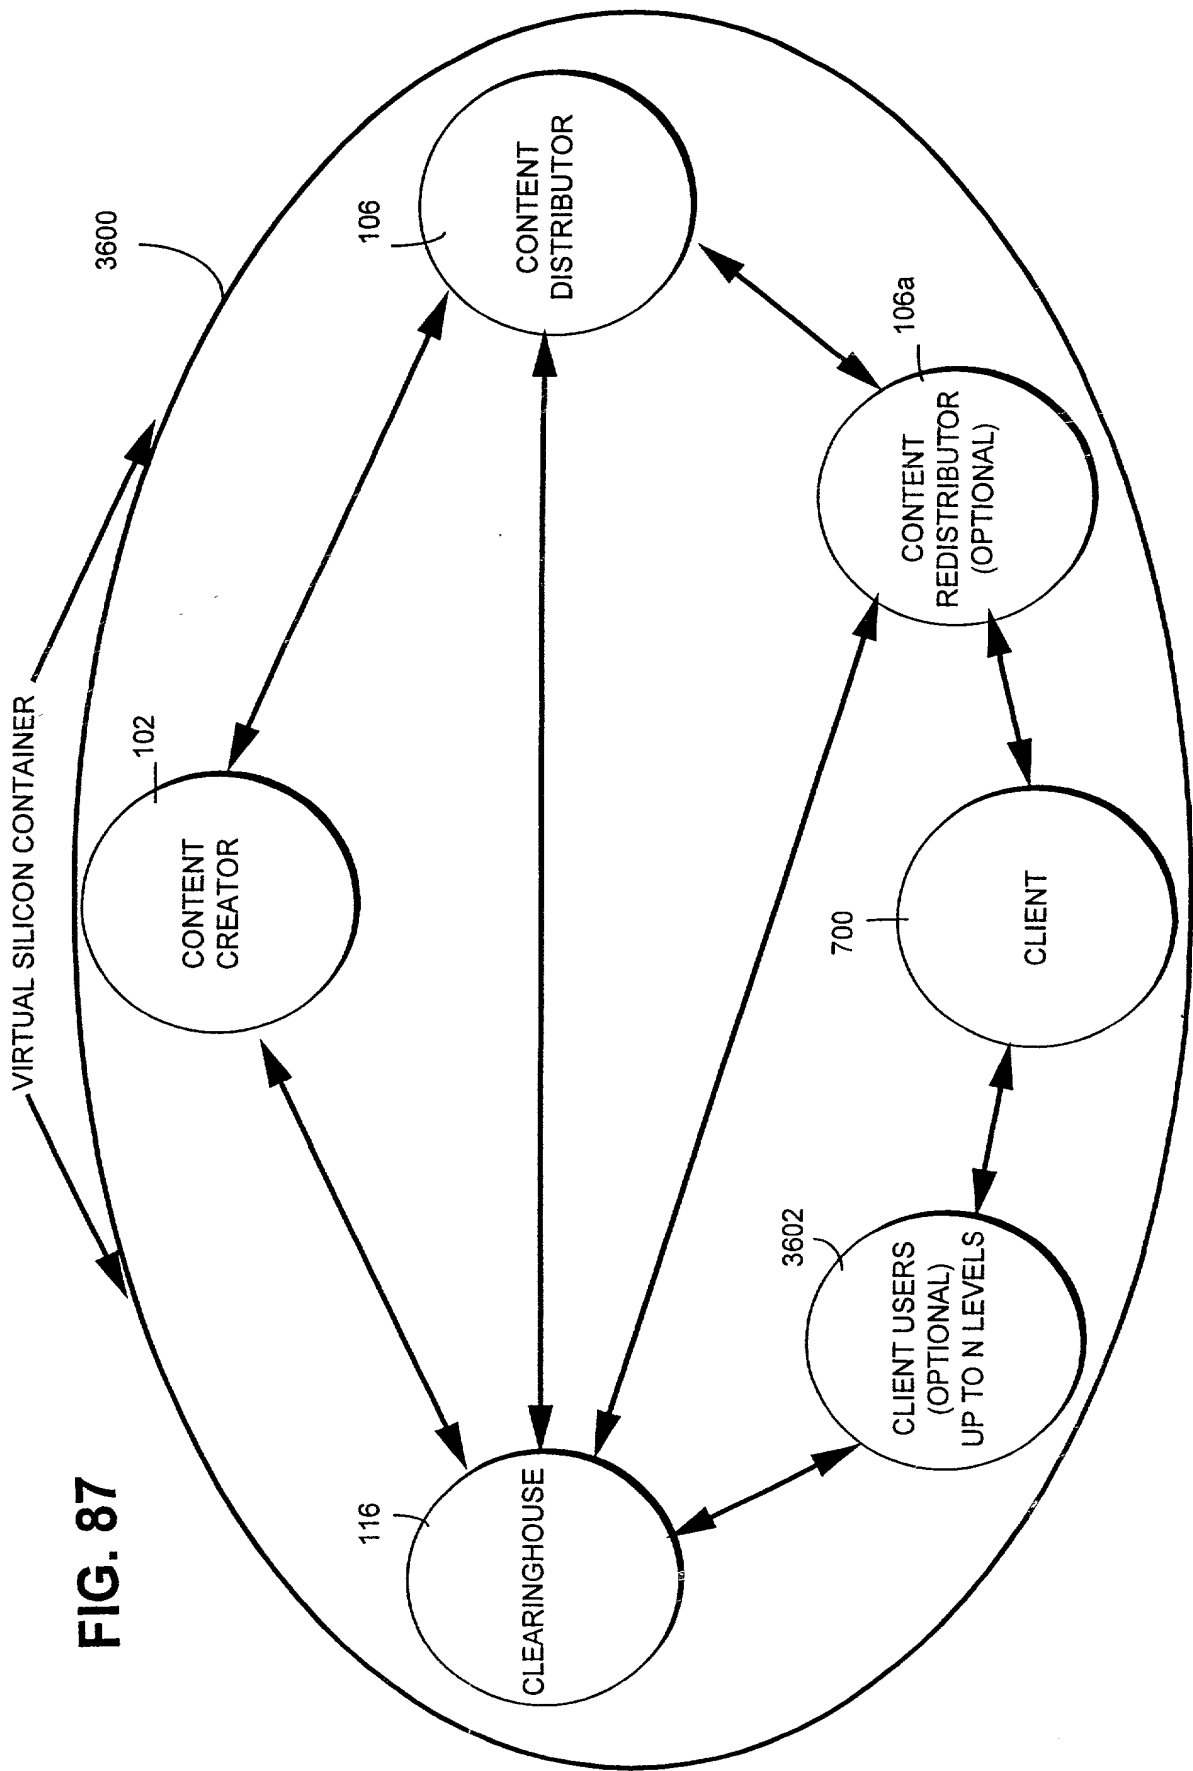 FIG. 87
VIRTUAL SILICON CONTAINER
3600
CONTENT
CREATOR
102
116
CLEARINGHOUSE
106
CONTENT
DISTRIBUTOR
3602
CLIENT USERS
(OPTIONAL)
UP TO N LEVELS
700
CLIENT
106a
CONTENT
REDISTRIBUTOR
(OPTIONAL)